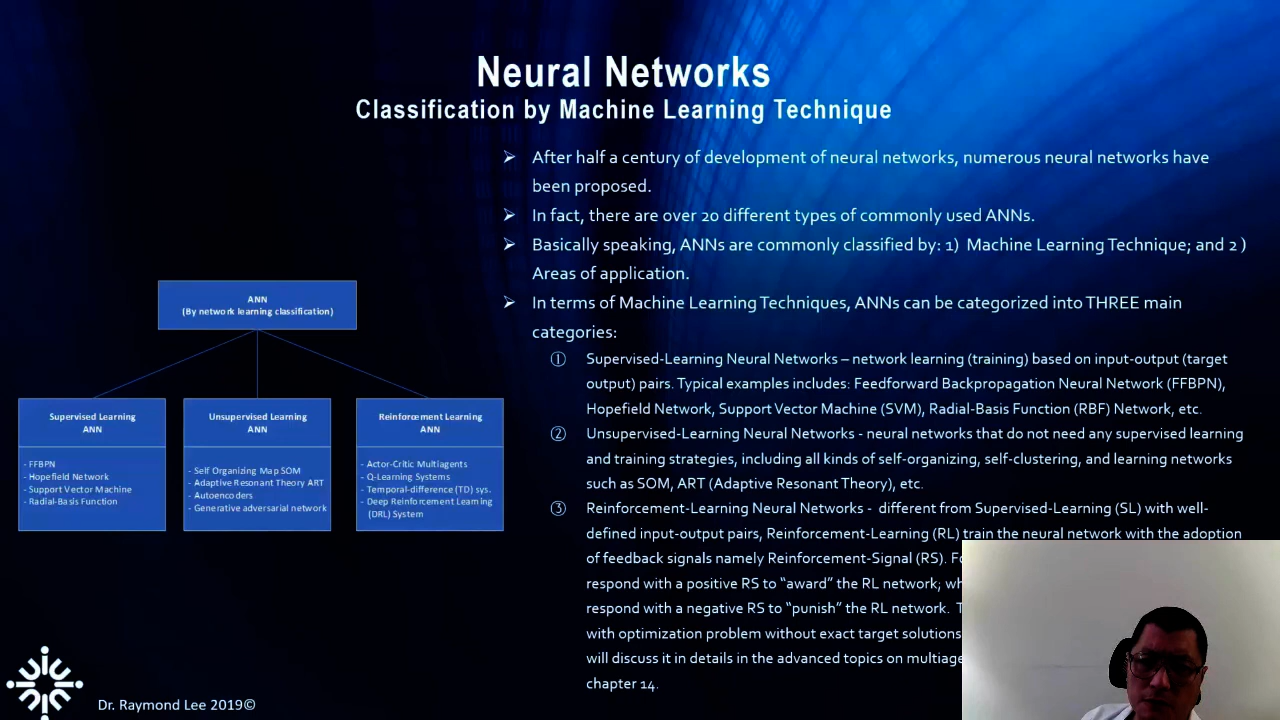 Neural Networks
Classification by Machine Learning Technique
➢ After half a century of development of neural networks, numerous neural networks have
been proposed.
➢ In fact, there are over 20 different types of commonly used ANNs.
➢ Basically speaking, ANNs are commonly classified by: 1) Machine Learning Technique; and 2 )
Areas of application.
➢ In terms of Machine Learning Techniques, ANNs can be categorized into THREE main
categories:
① Supervised-Learning Neural Networks – network learning (training) based on input-output (target
output) pairs. Typical examples includes: Feedforward Backpropagation Neural Network (FFBPN),
Hopefield Network, Support Vector Machine (SVM), Radial-Basis Function (RBF) Network, etc.
② Unsupervised-Learning Neural Networks - neural networks that do not need any supervised learning
and training strategies, including all kinds of self-organizing, self-clustering, and learning networks
such as SOM, ART (Adaptive Resonant Theory), etc.
③ Reinforcement-Learning Neural Networks - different from Supervised-Learning (SL) with well-
defined input-output pairs, Reinforcement-Learning (RL) train the neural network with the adoption
of feedback signals namely Reinforcement-Signal (RS).
respond with a positive RS to “award” the RL network;
respond with a negative RS to “punish” the RL network.
with optimization problem without exact target solutions
will discuss it in details in the advanced topics on
chapter 14.
ANN
(By network learning classification)
Supervised Learning
ANN
- FFBPN
- Hopefield Network
- Support Vector Machine
- Radial-Basis Function
Unsupervised Learning
ANN
- Self Organizing Map SOM
- Adaptive Resonant Theory ART
- Autoencoders
- Generative adversarial network
Reinforcement Learning
ANN
- Actor-Critic Multiagents
- Q-Learning Systems
- Temporal-difference (TD) sys.
- Deep Reinforcement Learning
(DRL) System
Dr. Raymond Lee 2019©